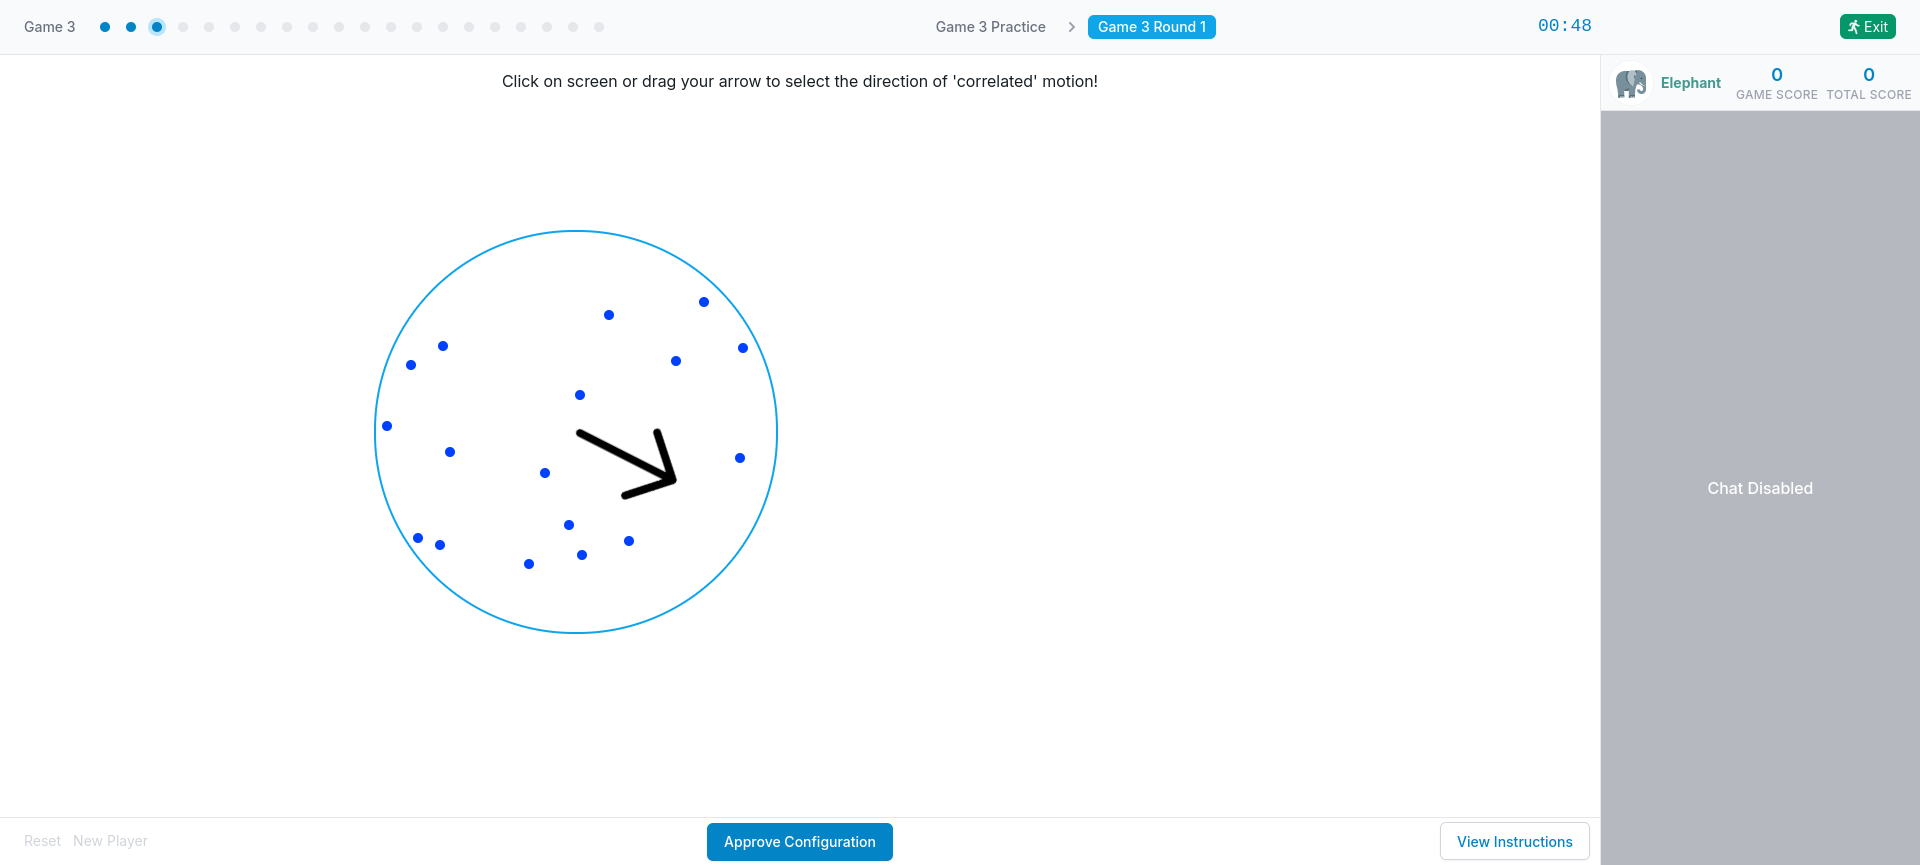 Game 3
Game 3 Practice
Game 3 Round 1
00:48
Exit
Click on screen or drag your arrow to select the direction of 'correlated' motion!
Elephant
0
GAME SCORE
0
TOTAL SCORE
Chat Disabled
Reset
New Player
Approve Configuration
View Instructions